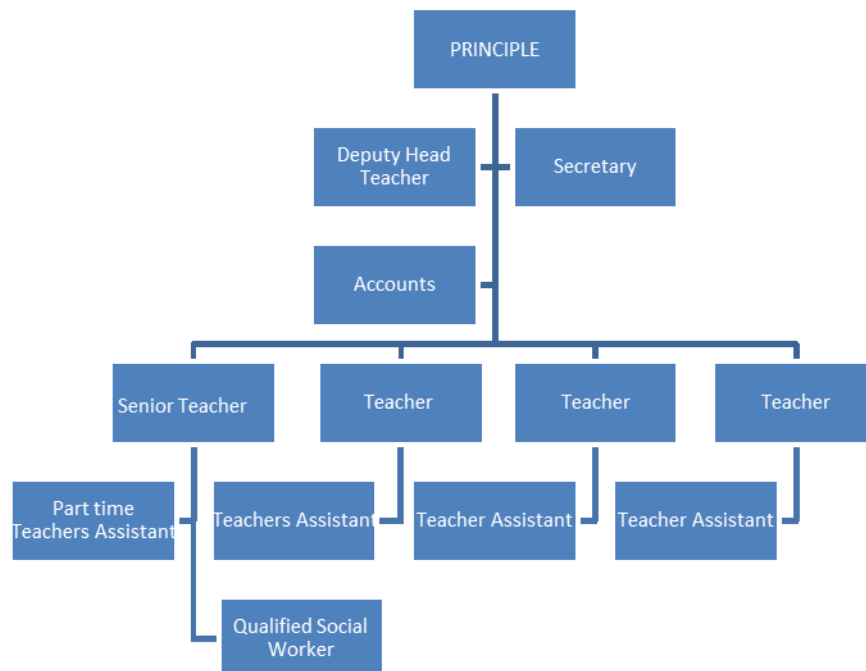 PRINCIPLE
Deputy Head
Teacher
Secretary
Accounts
Senior Teacher
Teacher
Teacher
Teacher
Part time
Teachers Assistant
Teachers Assistant
Teacher Assistant
Teacher Assistant
Qualified Social
Worker